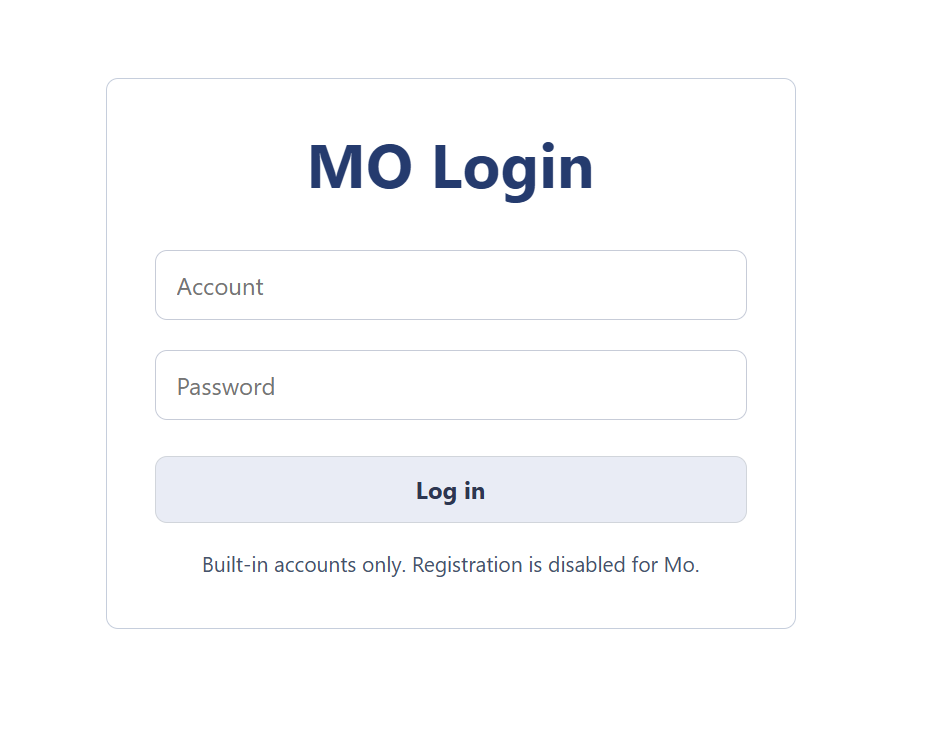 MO Login
Account
Password
Log in
Built-in accounts only. Registration is disabled for Mo.